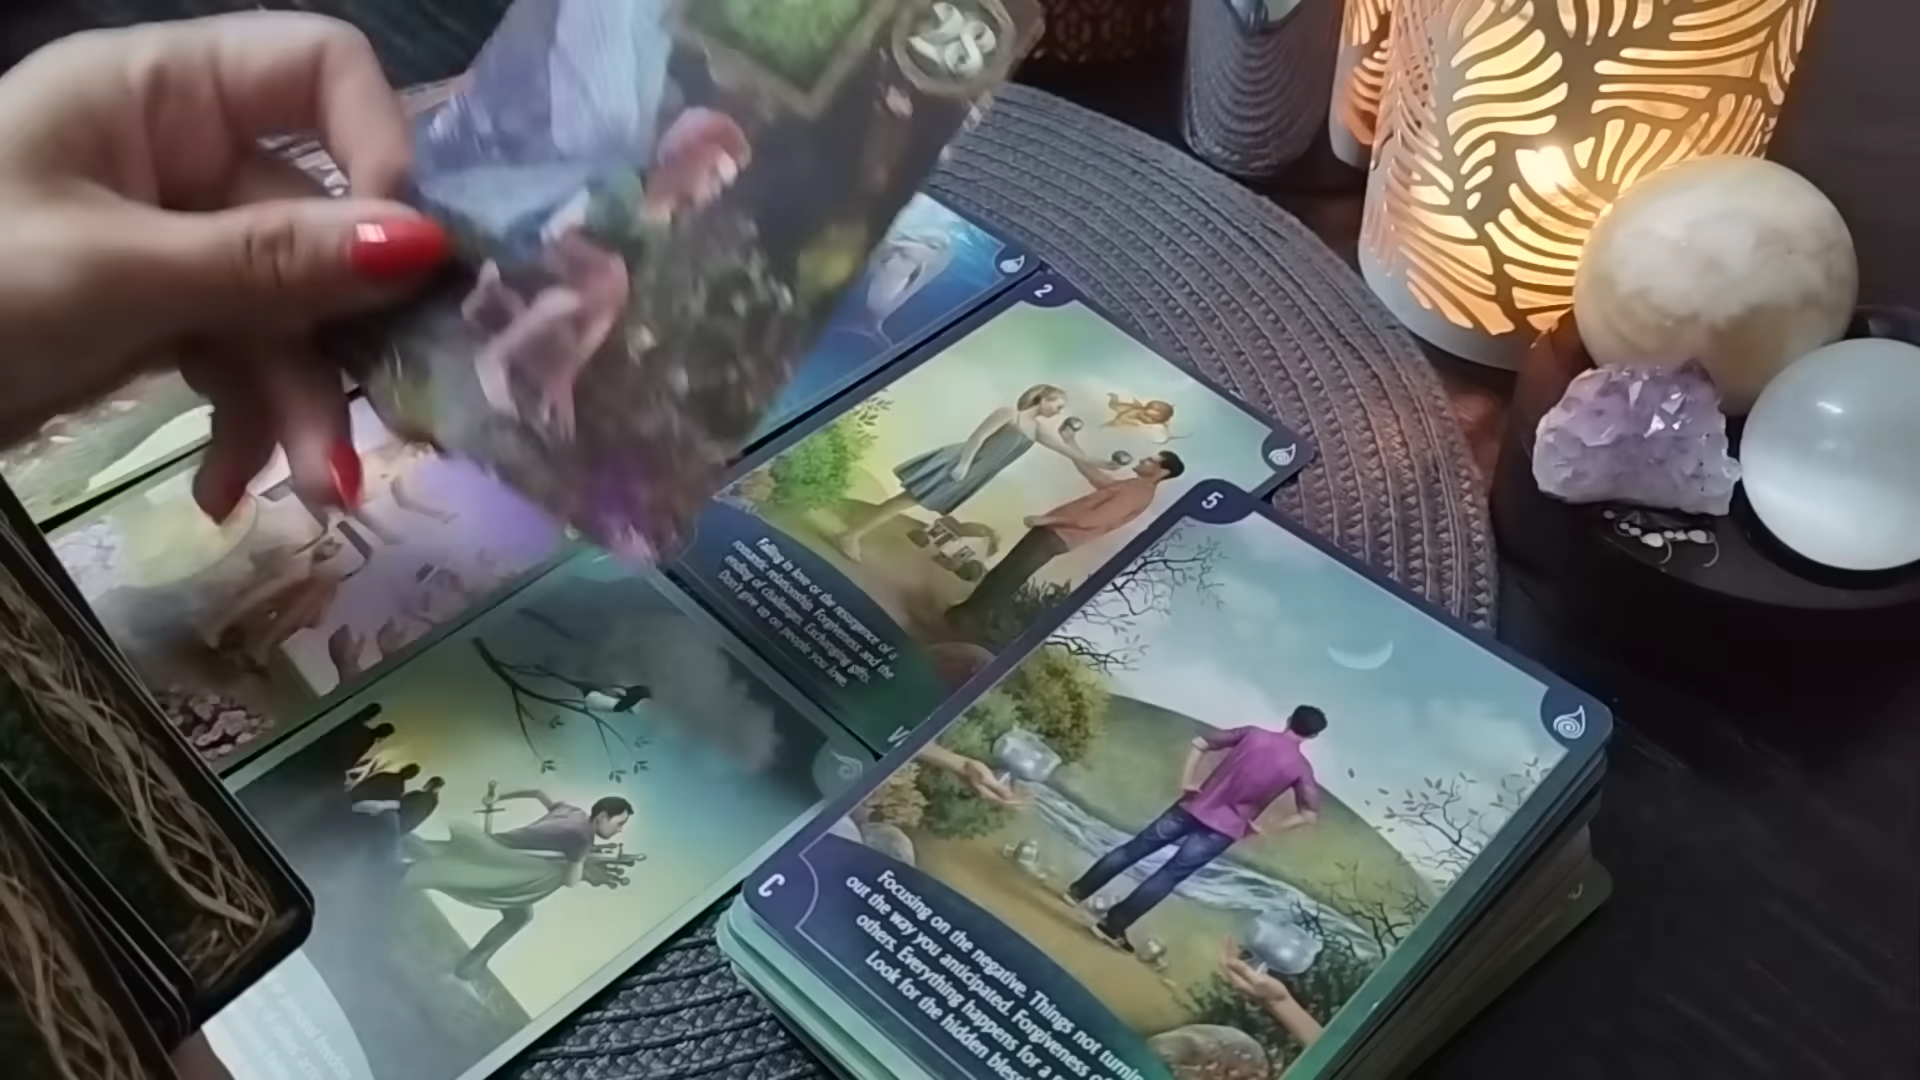 28
2
Falling in love or the resurgence of a
romantic relationship. Forgiveness and the
ending of challenges. Exchanging gifts.
Don't give up on people you love.
5
C
Focusing on the negative. Things not turning
out the way you anticipated. Forgiveness of
others. Everything happens for a
Look for the hidden